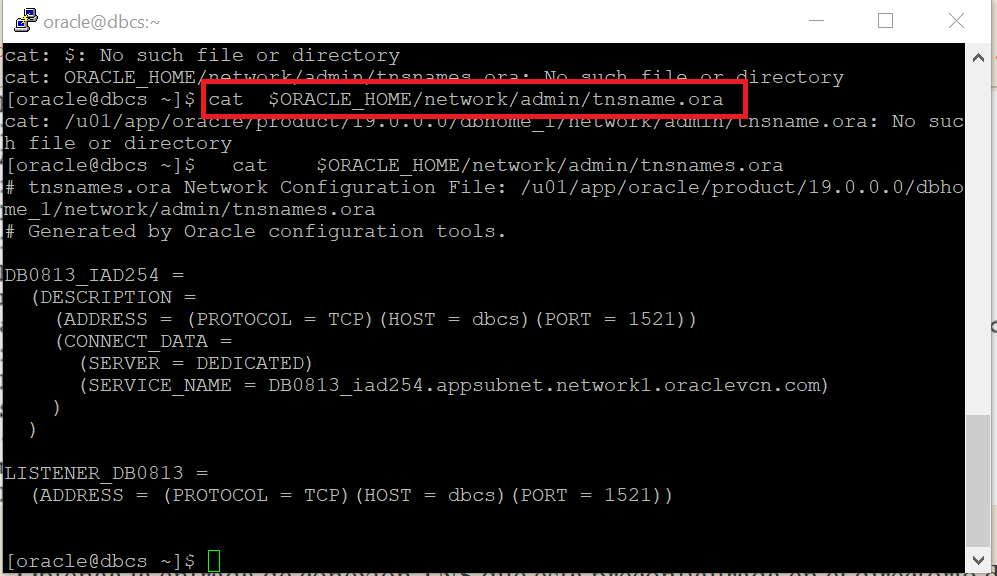 oracle@dbcs:~
cat: $: No such file or directory
cat: ORACLE_HOME/network/admin/tnsnames.ora: No such file or directory
[oracle@dbcs ~]$ cat  $ORACLE_HOME/network/admin/tnsname.ora
cat: /u01/app/oracle/product/19.0.0.0/dbhome_1/network/admin/tnsname.ora: No suc
h file or directory
[oracle@dbcs ~]$   cat    $ORACLE_HOME/network/admin/tnsnames.ora
# tnsnames.ora Network Configuration File: /u01/app/oracle/product/19.0.0.0/dbho
me_1/network/admin/tnsnames.ora
# Generated by Oracle configuration tools.
DB0813_IAD254 =
  (DESCRIPTION =
    (ADDRESS = (PROTOCOL = TCP)(HOST = dbcs)(PORT = 1521))
    (CONNECT_DATA =
      (SERVER = DEDICATED)
      (SERVICE_NAME = DB0813_iad254.appsubnet.network1.oraclevcn.com)
    )
  )
LISTENER_DB0813 =
  (ADDRESS = (PROTOCOL = TCP)(HOST = dbcs)(PORT = 1521))
[oracle@dbcs ~]$